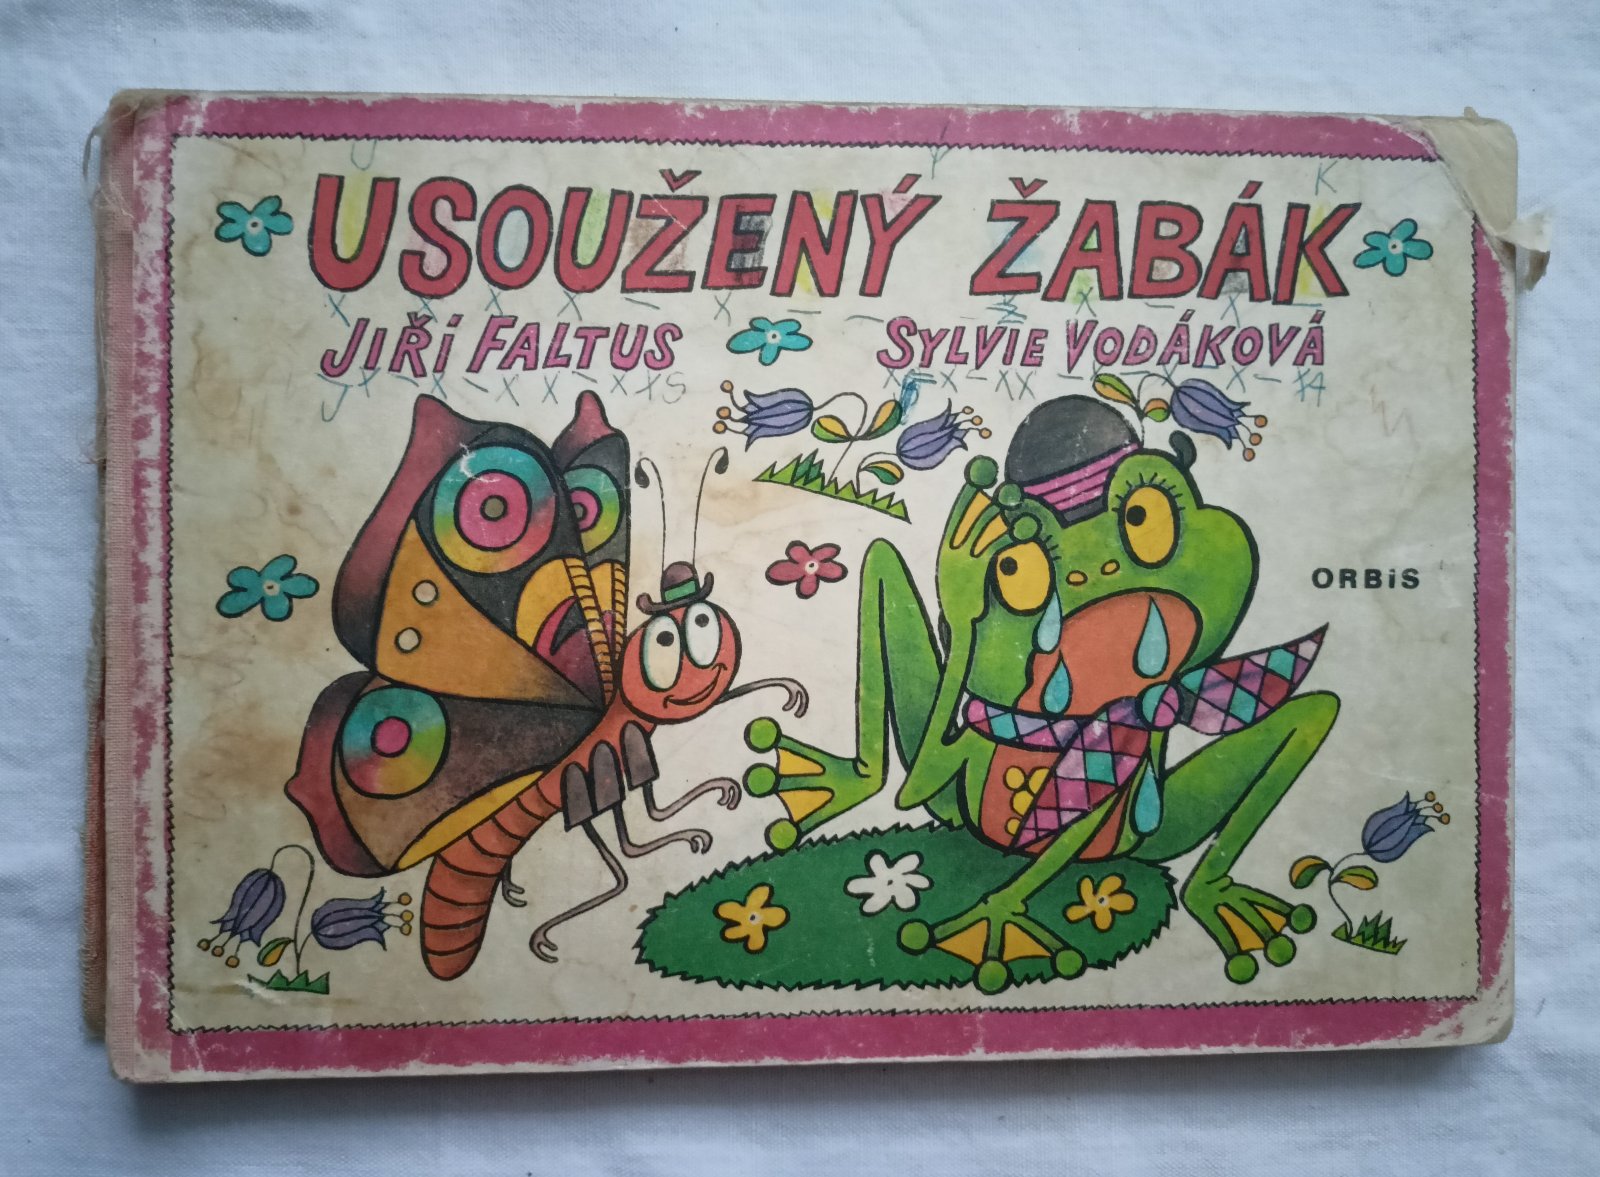 USOUŽENÝ ŽABÁK
JIŘí FALTUS
SYLVIE VODÁKOVÁ
ORBiS